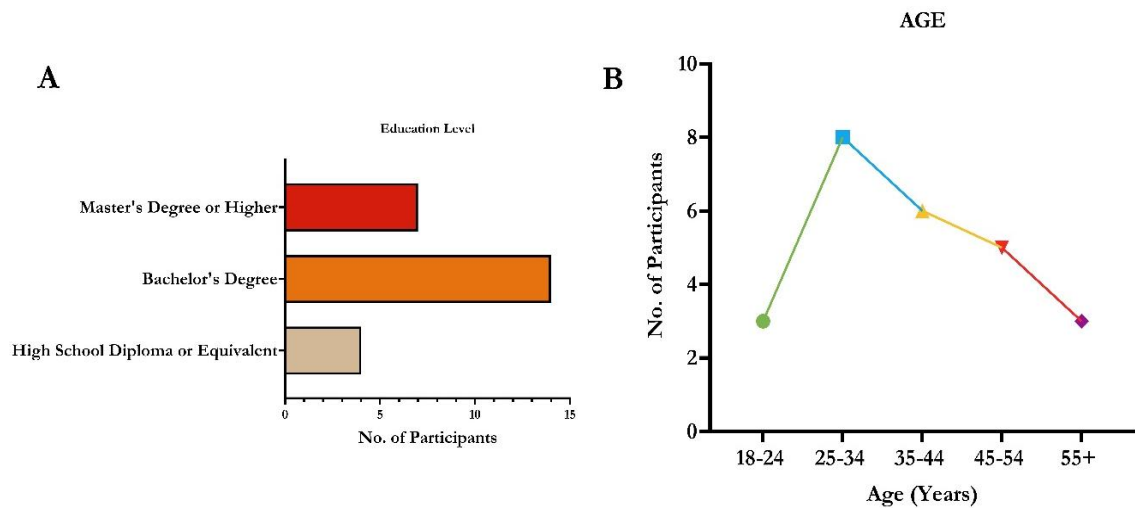 A
Education Level
Master's Degree or Higher
Bachelor's Degree
High School Diploma or Equivalent
0 5 10 15
No. of Participants
B
AGE
No. of Participants
10
8
6
4
2
0
18-24 25-34 35-44 45-54 55+
Age (Years)